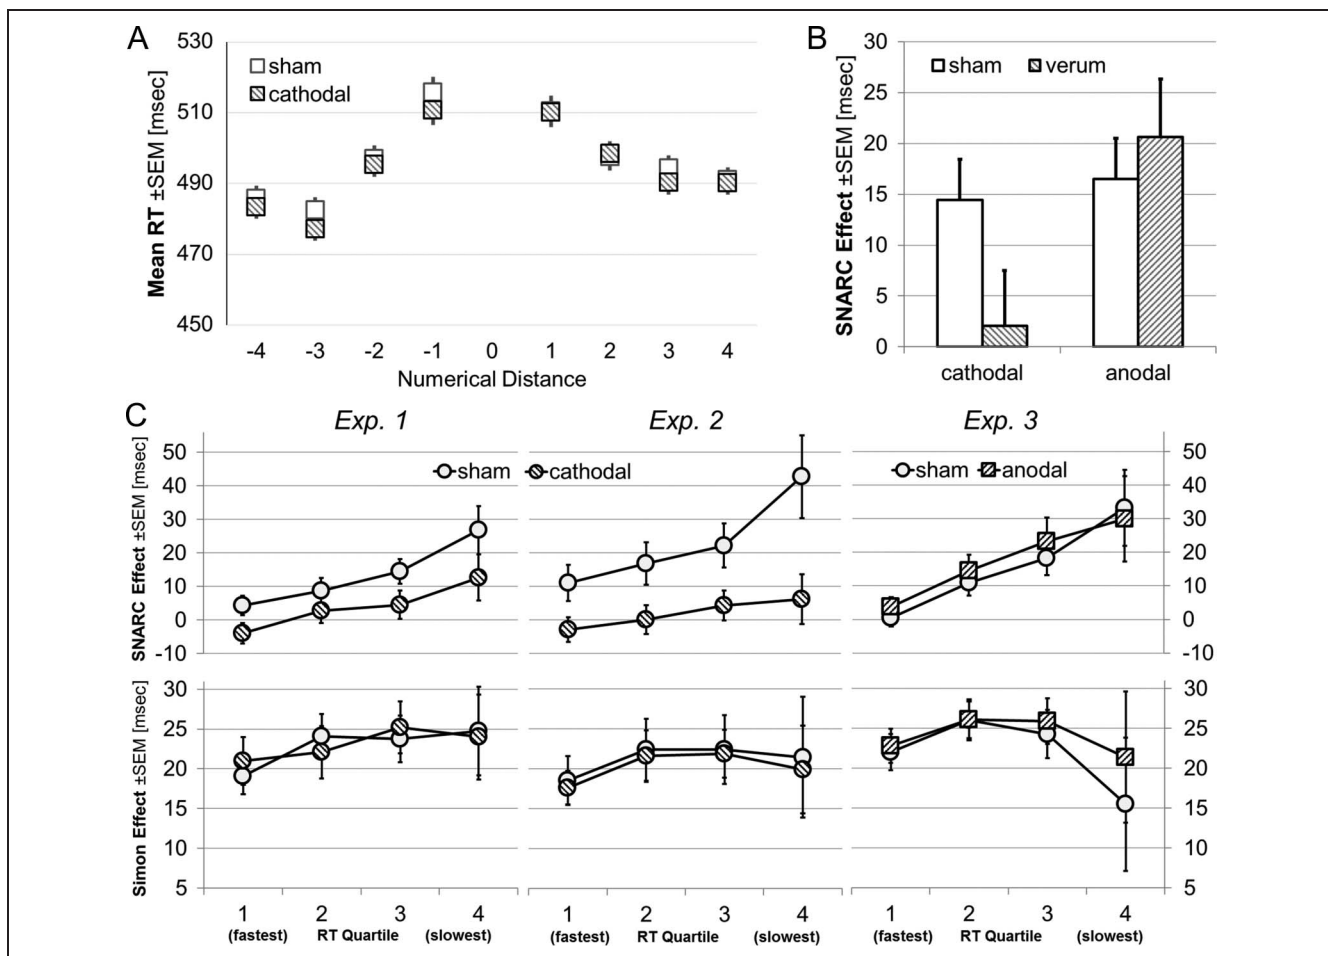 A
530
510
490
470
450
Mean RT ±SEM [msec]
sham
cathodal
-4 -3 -2 -1 0 1 2 3 4
Numerical Distance
B
30
25
20
15
10
5
0
SNARC Effect ±SEM [msec]
sham verum
cathodal anodal
C
Exp. 1 Exp. 2 Exp. 3
SNARC Effect ±SEM [msec]
50
40
30
20
10
0
-10
sham cathodal
sham anodal
50
40
30
20
10
0
-10
Simon Effect ±SEM [msec]
30
25
20
15
10
5
30
25
20
15
10
5
1 2 3 4 1 2 3 4 1 2 3 4
(fastest) RT Quartile (slowest) (fastest) RT Quartile (slowest) (fastest) RT Quartile (slowest)